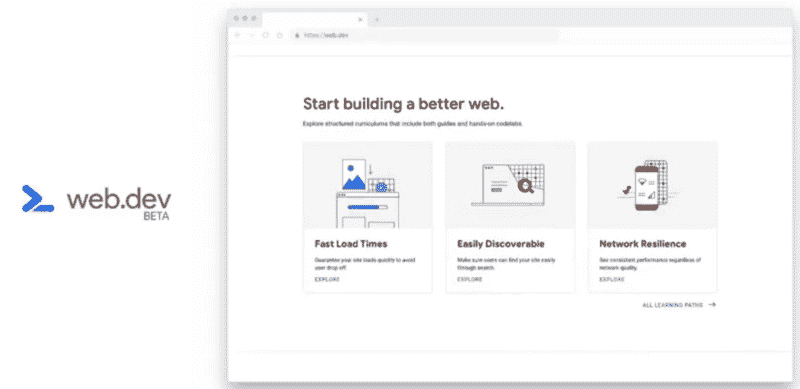 web.dev
BETA
https://web.dev
Start building a better web.
Explore structured curriculums that include both guides and hands-on codelabs.
Fast Load Times
Guarantee your site loads quickly to avoid
user drop off.
EXPLORE
Easily Discoverable
Make sure users can find your site easily
through search.
EXPLORE
Network Resilience
See consistent performance regardless of
network quality.
EXPLORE
ALL LEARNING PATHS